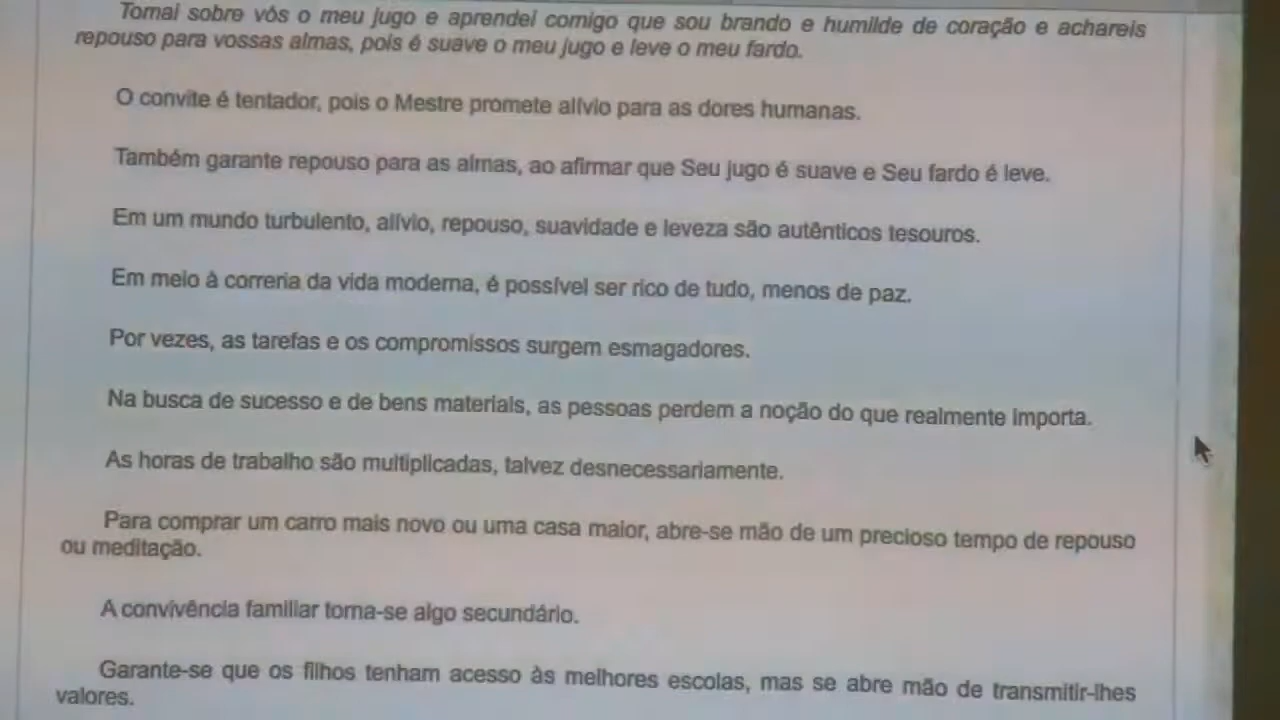 Tomai sobre vós o meu jugo e aprendei comigo que sou brando e humilde de coração e achareis
repouso para vossas almas, pois é suave o meu jugo e leve o meu fardo.
O convite é tentador, pois o Mestre promete alívio para as dores humanas.
Também garante repouso para as almas, ao afirmar que Seu jugo é suave e Seu fardo é leve.
Em um mundo turbulento, alívio, repouso, suavidade e leveza são autênticos tesouros.
Em meio à correria da vida moderna, é possível ser rico de tudo, menos de paz.
Por vezes, as tarefas e os compromissos surgem esmagadores.
Na busca de sucesso e de bens materiais, as pessoas perdem a noção do que realmente importa.
As horas de trabalho são multiplicadas, talvez desnecessariamente.
Para comprar um carro mais novo ou uma casa maior, abre-se mão de um precioso tempo de repouso
ou meditação.
A convivência familiar torna-se algo secundário.
Garante-se que os filhos tenham acesso às melhores escolas, mas se abre mão de transmitir-lhes
valores.